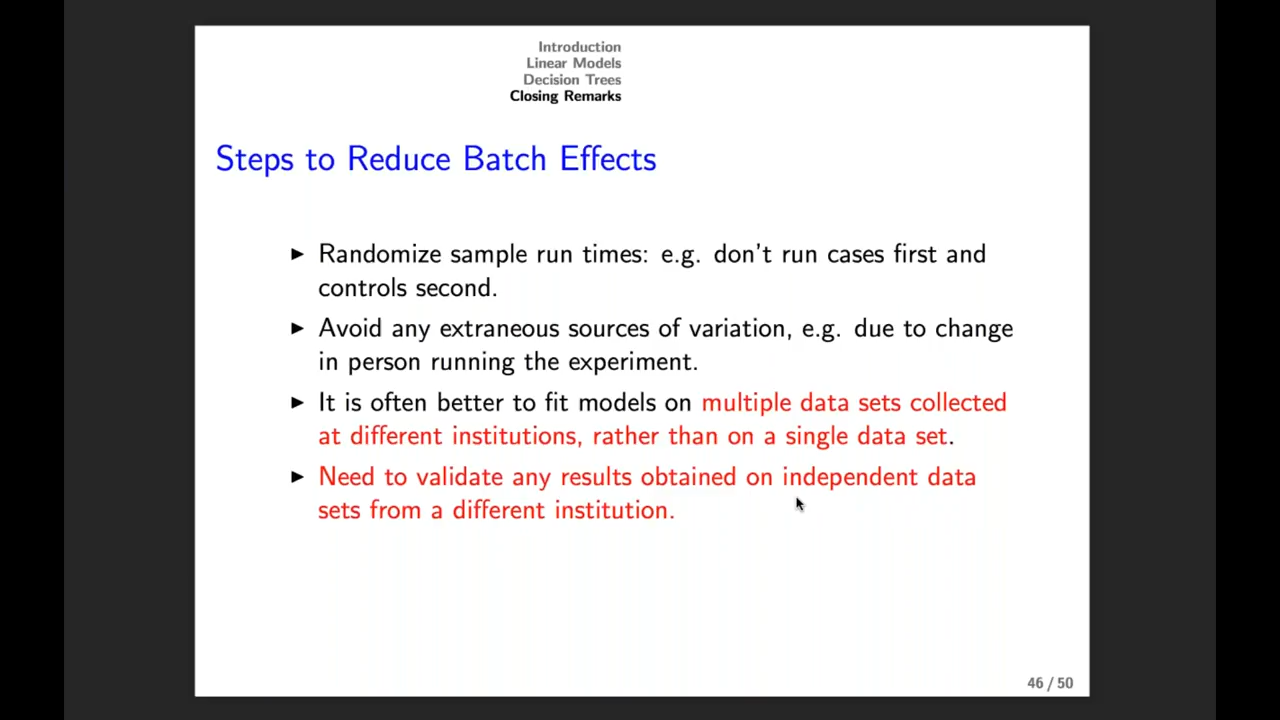 Introduction
Linear Models
Decision Trees
Closing Remarks
Steps to Reduce Batch Effects
▶ Randomize sample run times: e.g. don't run cases first and
controls second.
▶ Avoid any extraneous sources of variation, e.g. due to change
in person running the experiment.
▶ It is often better to fit models on multiple data sets collected
at different institutions, rather than on a single data set.
▶ Need to validate any results obtained on independent data
sets from a different institution.
46 / 50